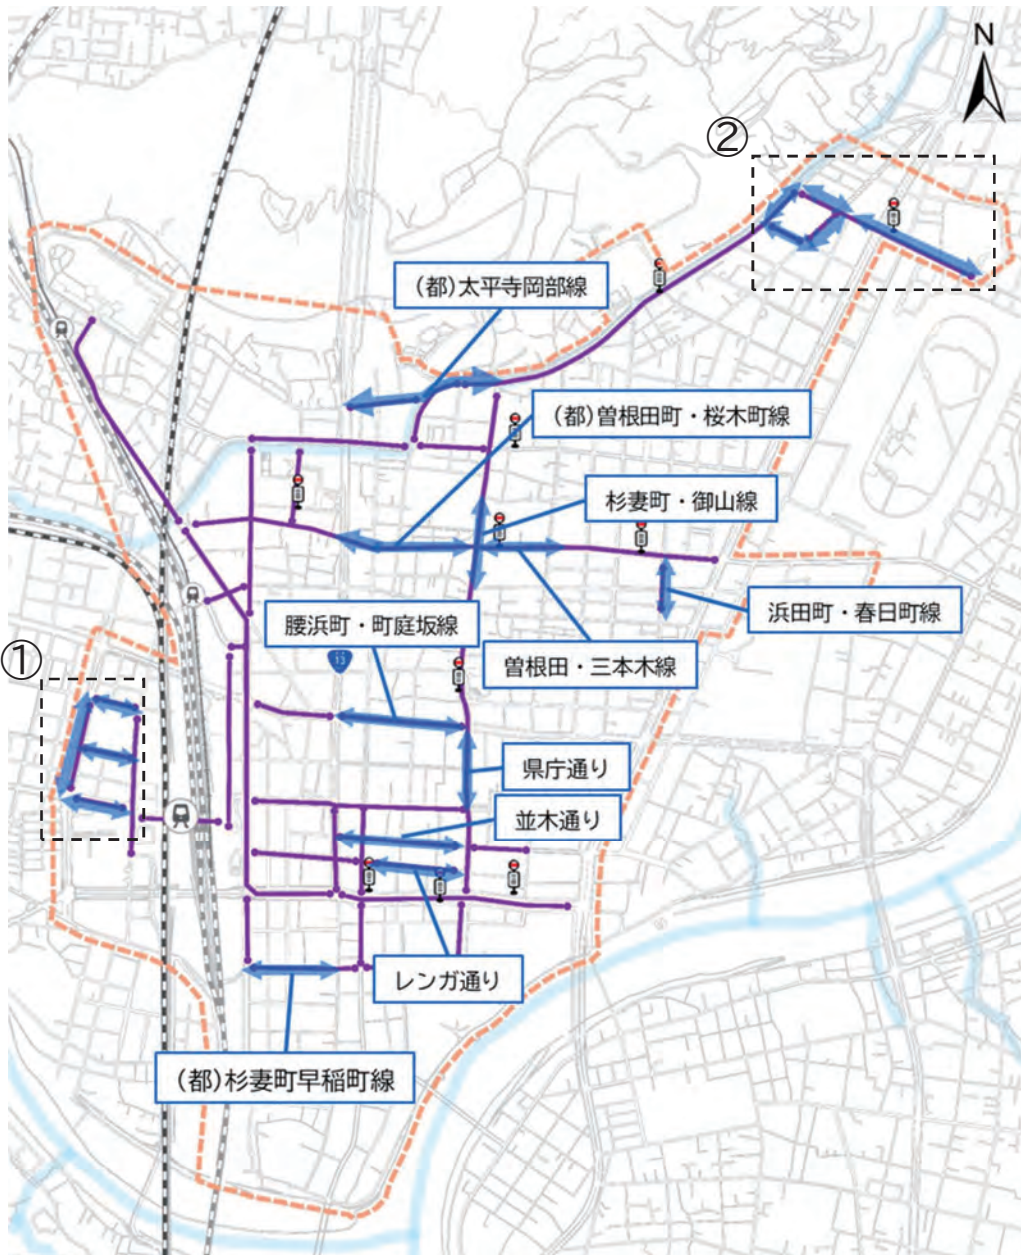 N
②
(都)太平寺岡部線
(都)曽根田町・桜木町線
杉妻町・御山線
浜田町・春日町線
腰浜町・町庭坂線
曽根田・三本木線
①
13
県庁通り
並木通り
レンガ通り
(都)杉妻町早稲町線